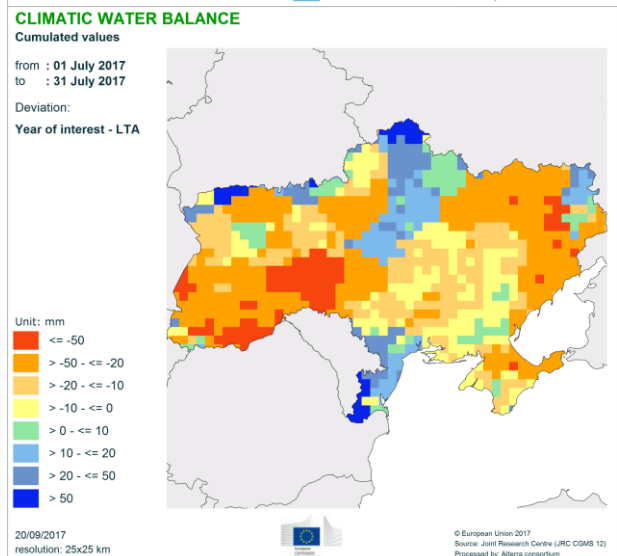 CLIMATIC WATER BALANCE
Cumulated values
from : 01 July 2017
to : 31 July 2017
Deviation:
Year of interest - LTA
Unit: mm
<= -50
> -50 - <= -20
> -20 - <= -10
> -10 - <= 0
> 0 - <= 10
> 10 - <= 20
> 20 - <= 50
> 50
20/09/2017
resolution: 25x25 km
European
Commission
© European Union 2017
Source: Joint Research Centre (JRC CGMS 12)
Processed by: Alterra consortium